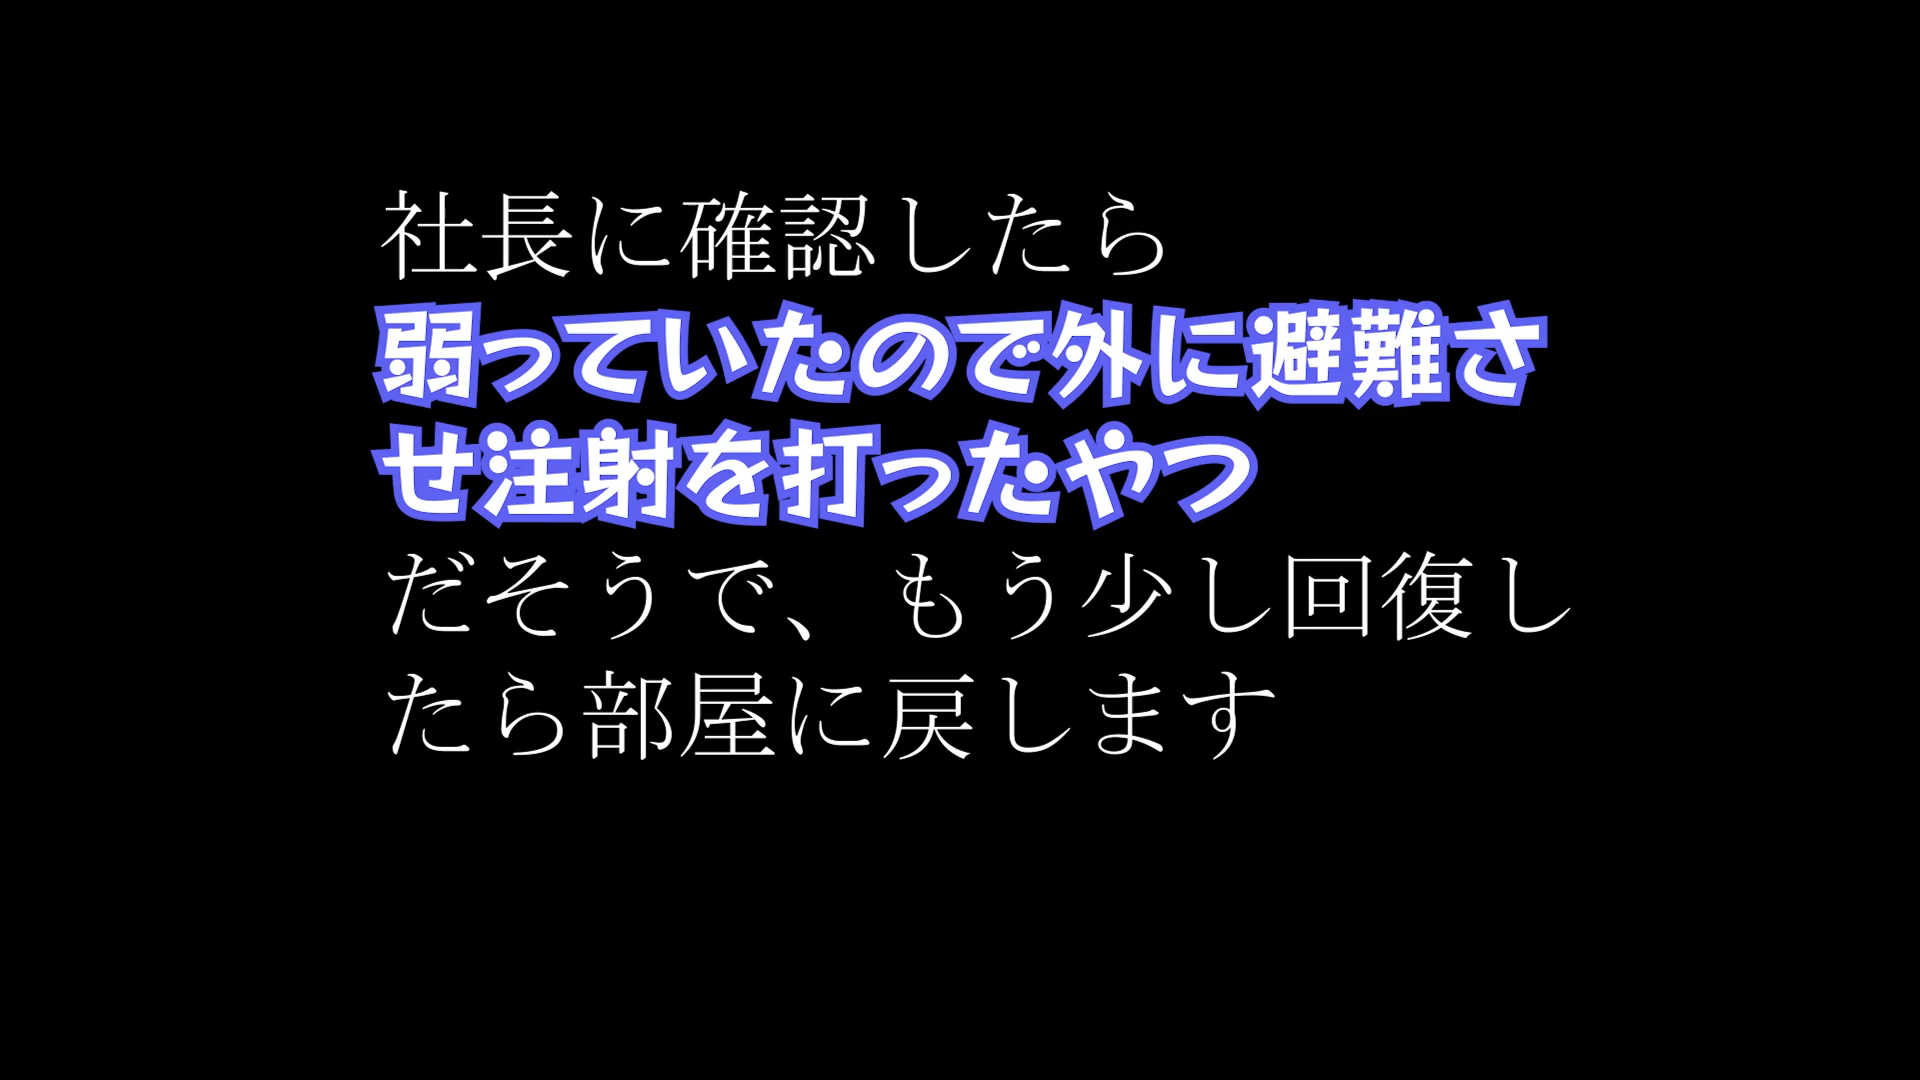 社長に確認したら
弱っていたので外に避難さ
せ注射を打ったやつ
だそうで、もう少し回復し
たら部屋に戻します